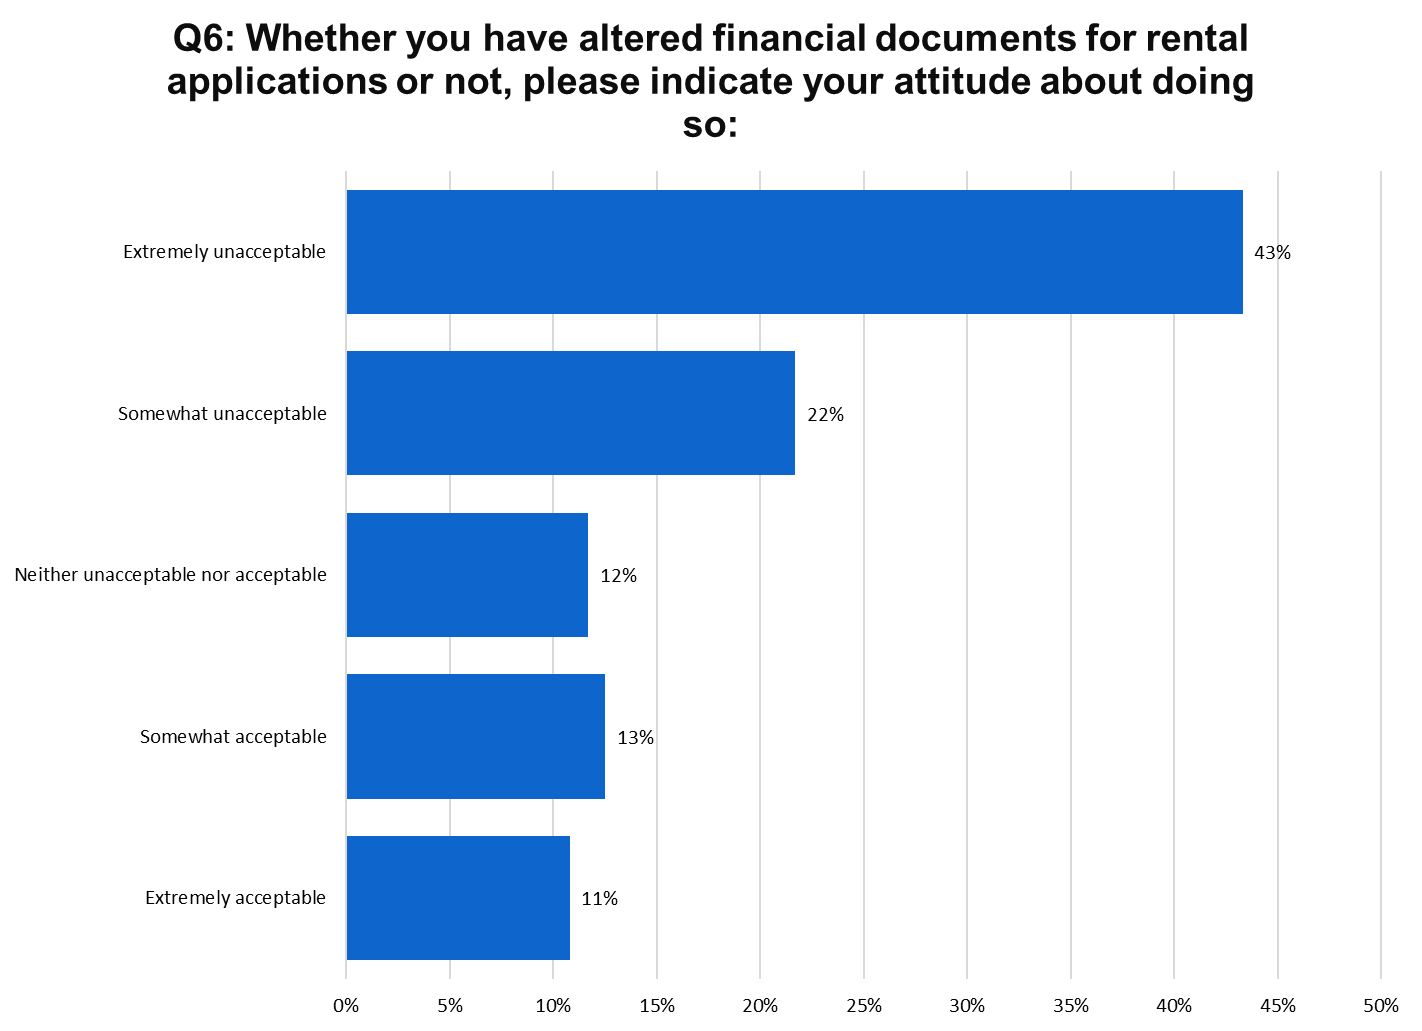 Q6: Whether you have altered financial documents for rental
applications or not, please indicate your attitude about doing
so:
Extremely unacceptable
43%
Somewhat unacceptable
22%
Neither unacceptable nor acceptable
12%
Somewhat acceptable
13%
Extremely acceptable
11%
0% 5% 10% 15% 20% 25% 30% 35% 40% 45% 50%